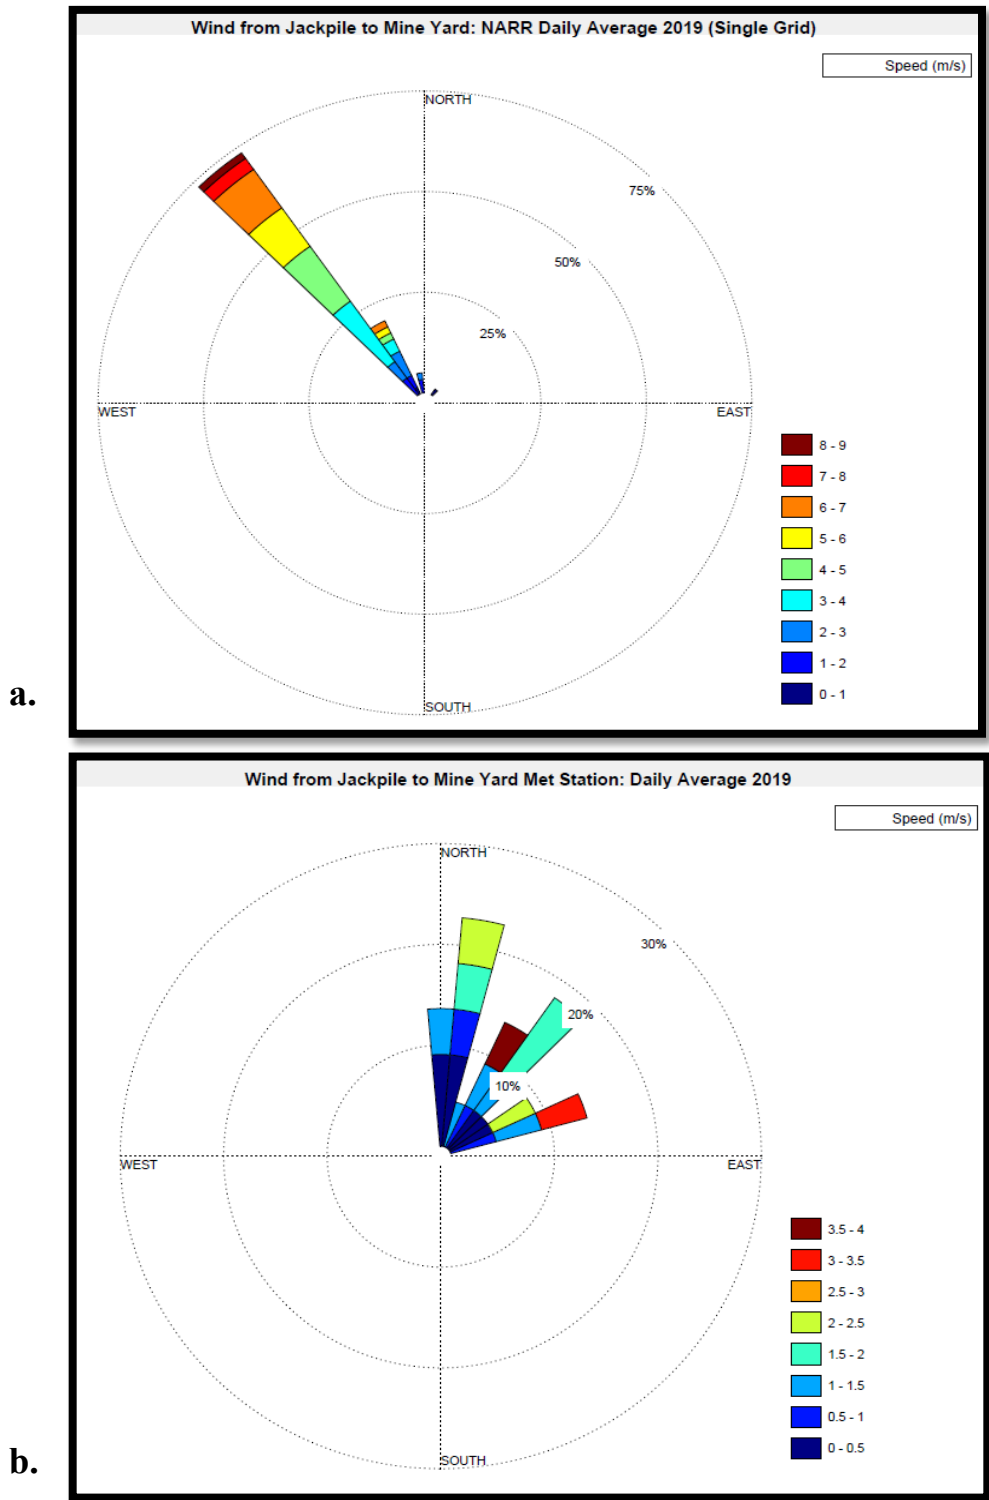 Wind from Jackpile to Mine Yard: NARR Daily Average 2019 (Single Grid)
Speed (m/s)
NORTH
75%
50%
25%
WEST
EAST
8 - 9
7 - 8
6 - 7
5 - 6
4 - 5
3 - 4
2 - 3
1 - 2
0 - 1
a.
SOUTH
Wind from Jackpile to Mine Yard Met Station: Daily Average 2019
Speed (m/s)
NORTH
30%
20%
10%
WEST
EAST
3.5 - 4
3 - 3.5
2.5 - 3
2 - 2.5
1.5 - 2
1 - 1.5
0.5 - 1
0 - 0.5
SOUTH
b.